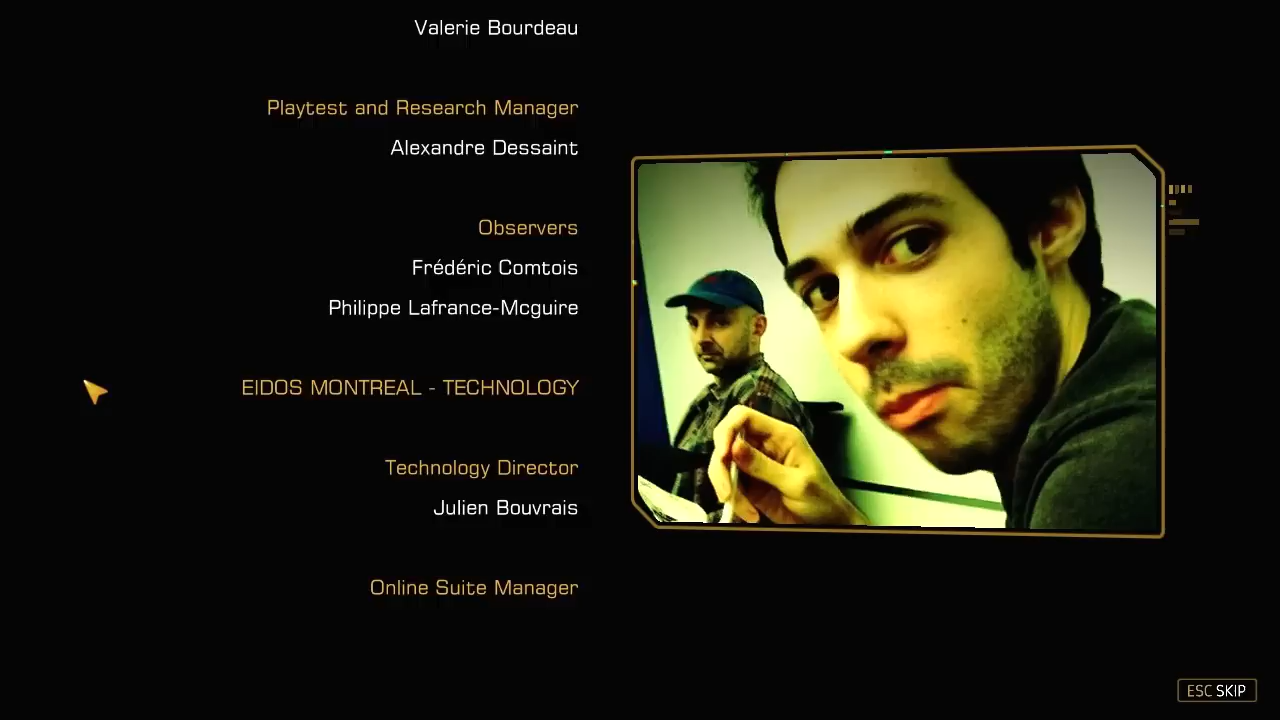 Valerie Bourdeau
Playtest and Research Manager
Alexandre Dessaint
Observers
Frédéric Comtois
Philippe Lafrance-Mcguire
EIDOS MONTREAL - TECHNOLOGY
Technology Director
Julien Bouvrais
Online Suite Manager
ESC SKIP